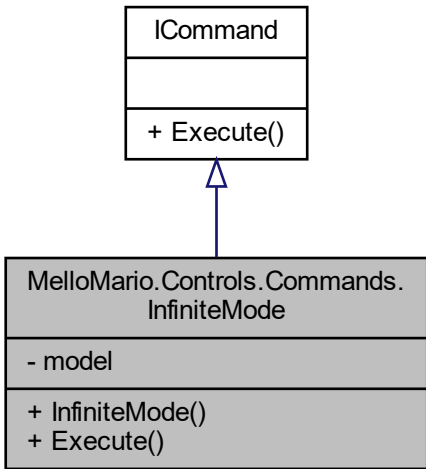 ICommand
+ Execute()
MelloMario.Controls.Commands.
InfiniteMode
- model
+ InfiniteMode()
+ Execute()